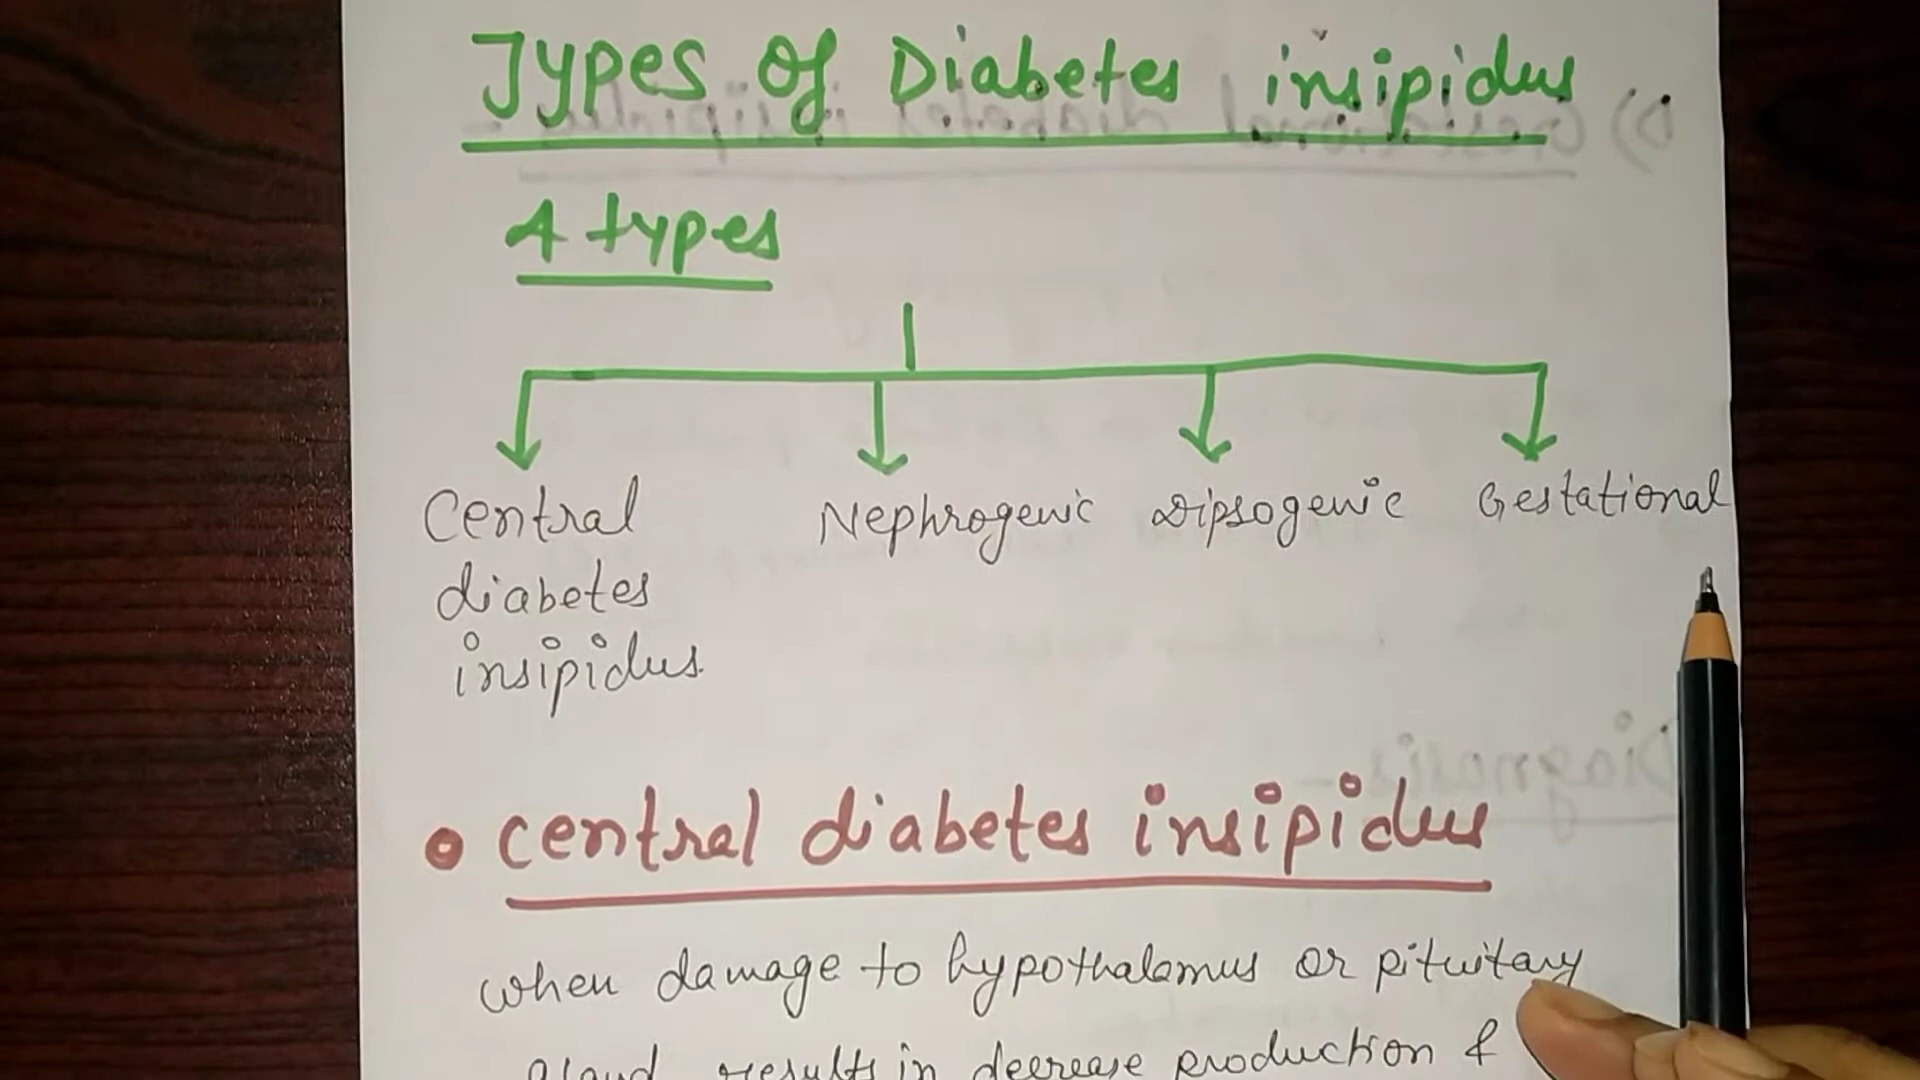 Types of Diabetes insipidus
4 types
Central diabetes insipidus
Nephrogenic
Dipsogenic
Gestational
• Central diabetes insipidus
when damage to hypothalamus or pituitary
gland results in decrease production &